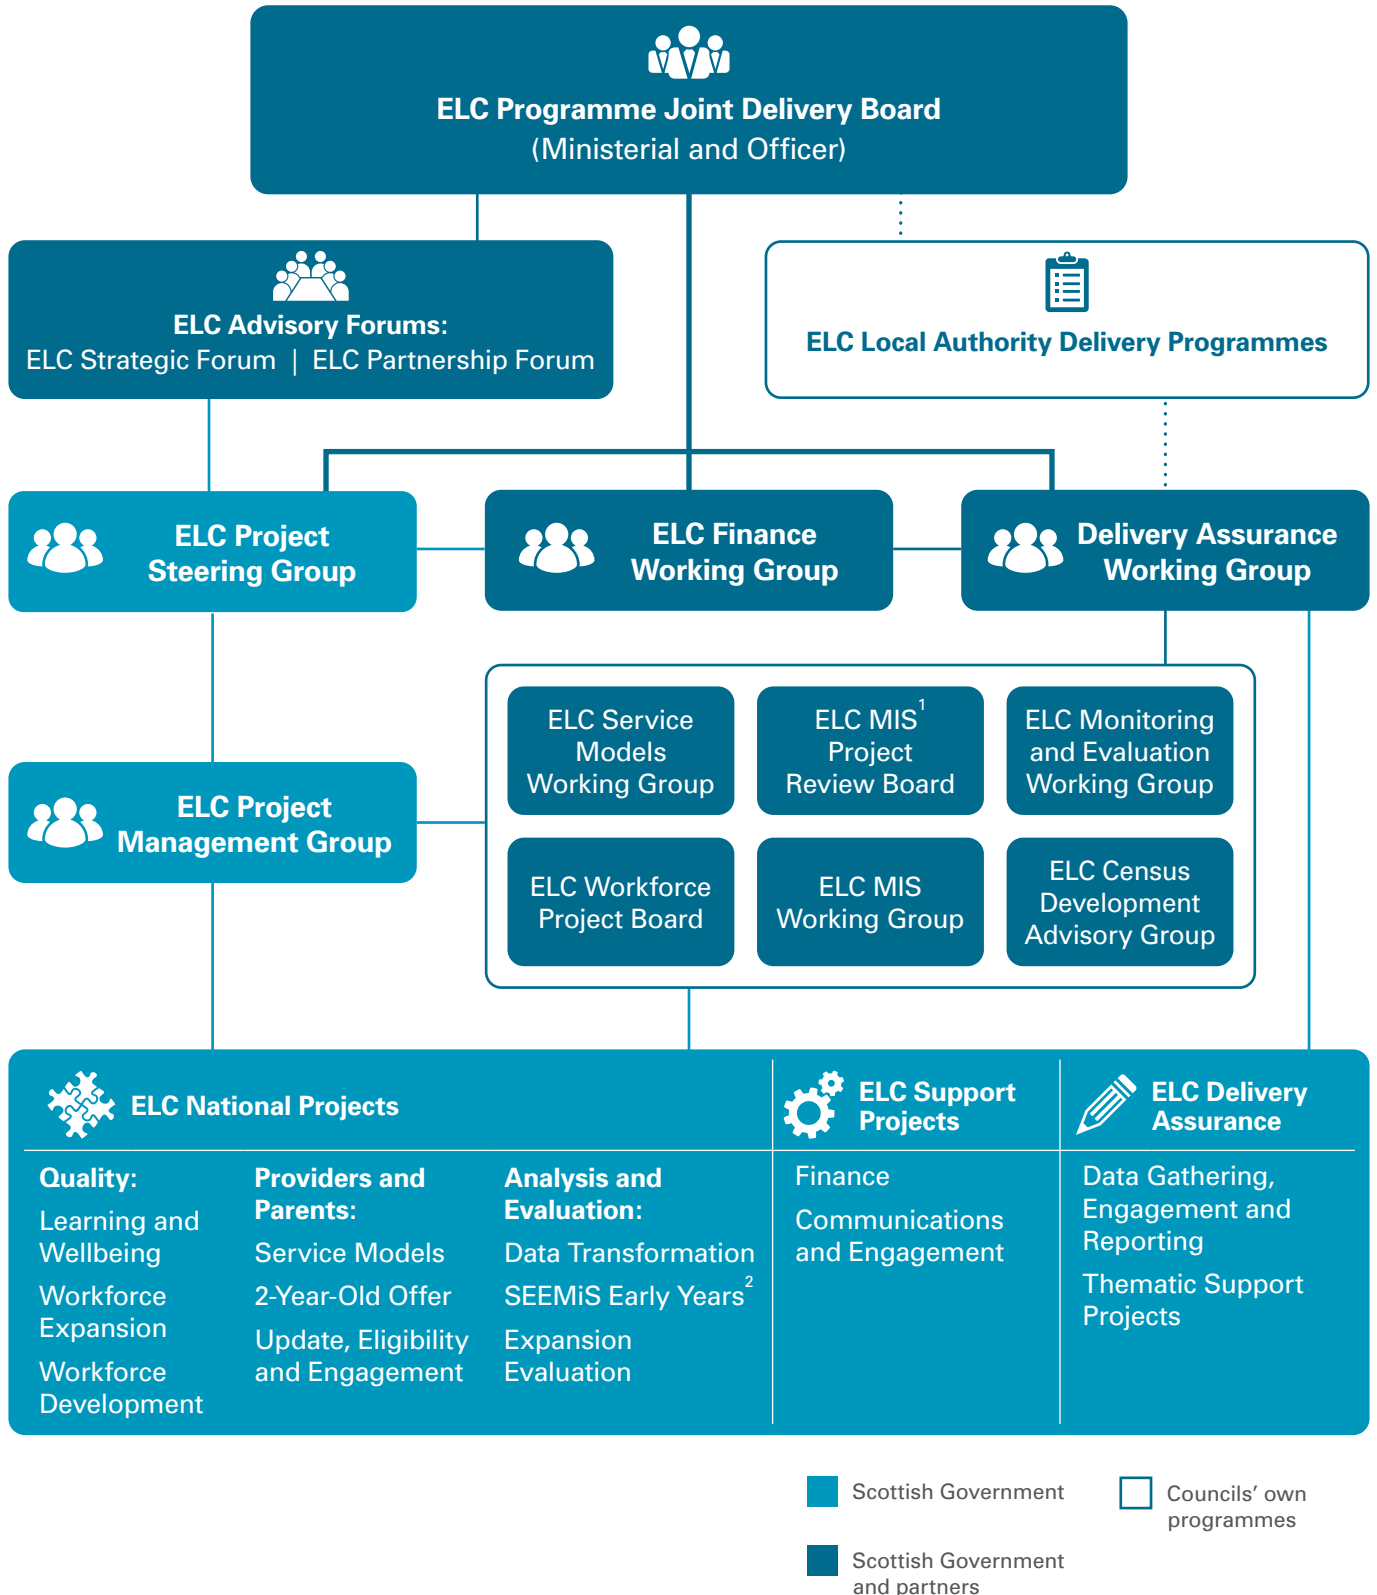 ELC Programme Joint Delivery Board
(Ministerial and Officer)
ELC Advisory Forums:
ELC Strategic Forum | ELC Partnership Forum
ELC Local Authority Delivery Programmes
ELC Project
Steering Group
ELC Finance
Working Group
Delivery Assurance
Working Group
ELC Project
Management Group
ELC Service
Models
Working Group
ELC MIS¹
Project
Review Board
ELC Monitoring
and Evaluation
Working Group
ELC Workforce
Project Board
ELC MIS
Working Group
ELC Census
Development
Advisory Group
ELC National Projects
Quality:
Learning and
Wellbeing
Workforce
Expansion
Workforce
Development
Providers and
Parents:
Service Models
2-Year-Old Offer
Update, Eligibility
and Engagement
Analysis and
Evaluation:
Data Transformation
SEEMiS Early Years²
Expansion
Evaluation
ELC Support
Projects
Finance
Communications
and Engagement
ELC Delivery
Assurance
Data Gathering,
Engagement and
Reporting
Thematic Support
Projects
Scottish Government
Councils’ own
programmes
Scottish Government
and partners